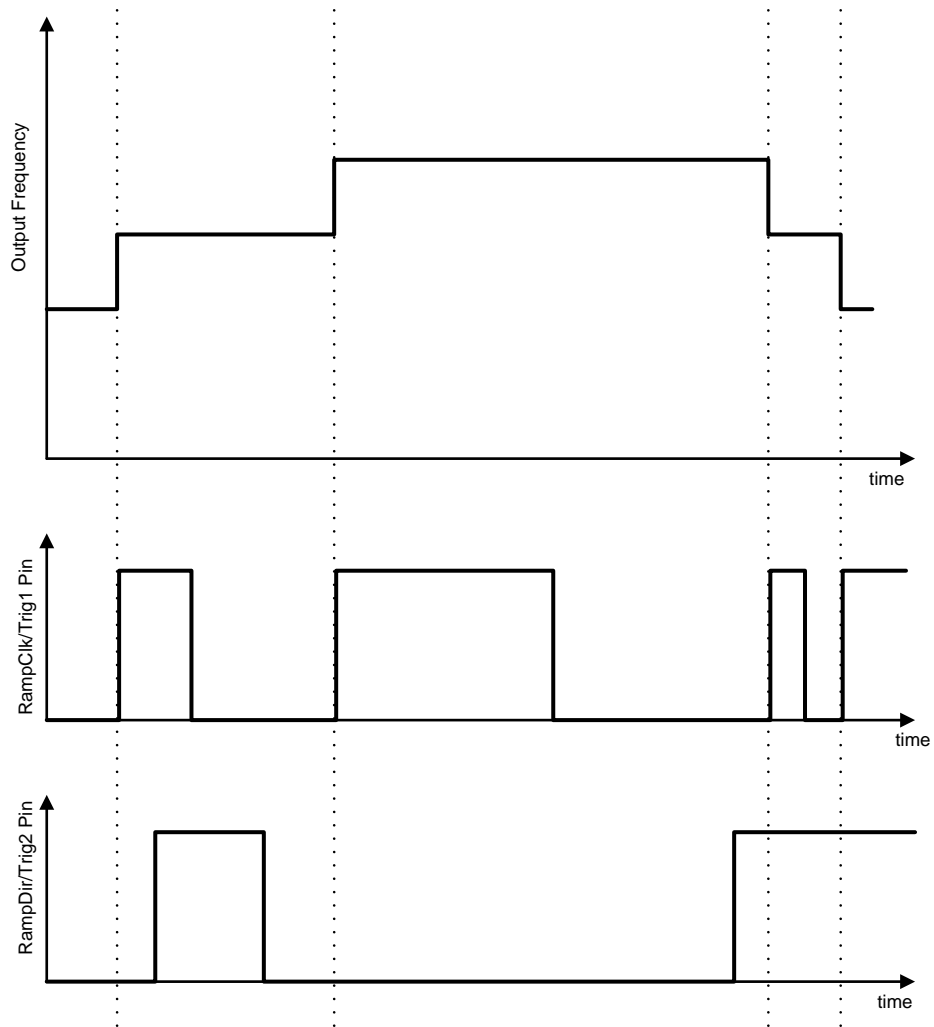 Output Frequency
time
RampClk/Trig1 Pin
time
RampDir/Trig2 Pin
time